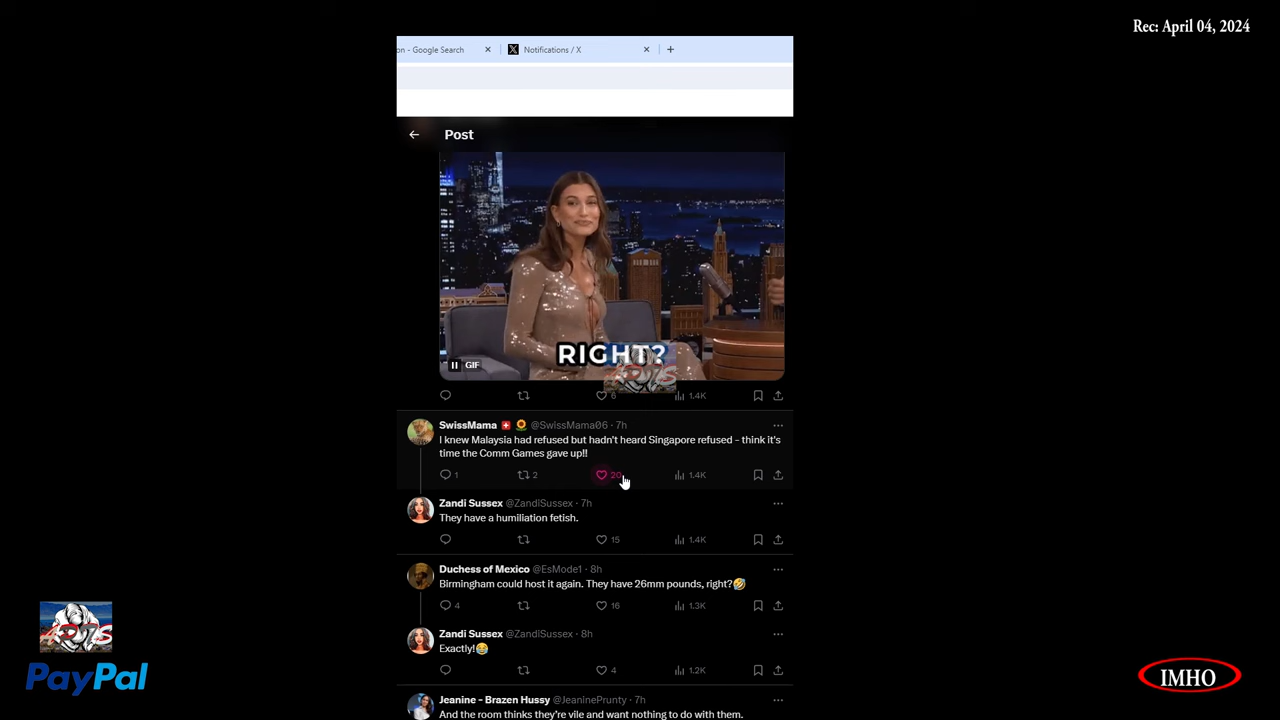 Rec: April 04, 2024
on - Google Search
Notifications / X
Post
RIGHT?
GIF
6
1.4K
SwissMama @SwissMama06 · 7h
I knew Malaysia had refused but hadn't heard Singapore refused - think it's
time the Comm Games gave up!!
1
2
20
1.4K
Zandi Sussex @ZandiSussex · 7h
They have a humiliation fetish.
15
1.4K
Duchess of Mexico @EsMode1 · 8h
Birmingham could host it again. They have 26mm pounds, right?🤣
4
16
1.3K
Zandi Sussex @ZandiSussex · 8h
Exactly!😂
4
1.2K
Jeanine - Brazen Hussy @JeaninePrunty · 7h
And the room thinks they're vile and want nothing to do with them.
PayPal
IMHO